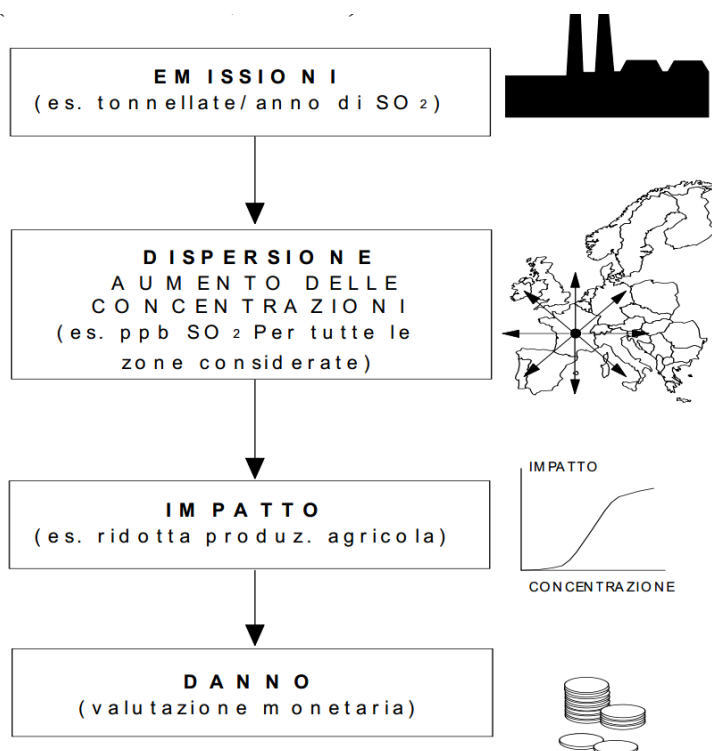 EMISSIONI
(es. tonnellate/anno di SO2)
DISPERSIONE
AUMENTO DELLE
CONCENTRAZIONI
(es. ppb SO2 Per tutte le
zone considerate)
IMPATTO
(es. ridotta produz. agricola)
IMPATTO
CONCENTRAZIONE
DANNO
(valutazione monetaria)